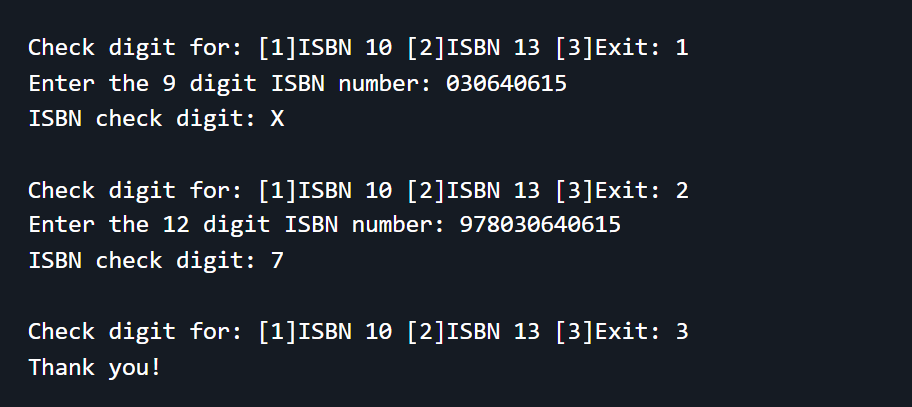 Check digit for: [1]ISBN 10 [2]ISBN 13 [3]Exit: 1
Enter the 9 digit ISBN number: 030640615
ISBN check digit: X
Check digit for: [1]ISBN 10 [2]ISBN 13 [3]Exit: 2
Enter the 12 digit ISBN number: 978030640615
ISBN check digit: 7
Check digit for: [1]ISBN 10 [2]ISBN 13 [3]Exit: 3
Thank you!